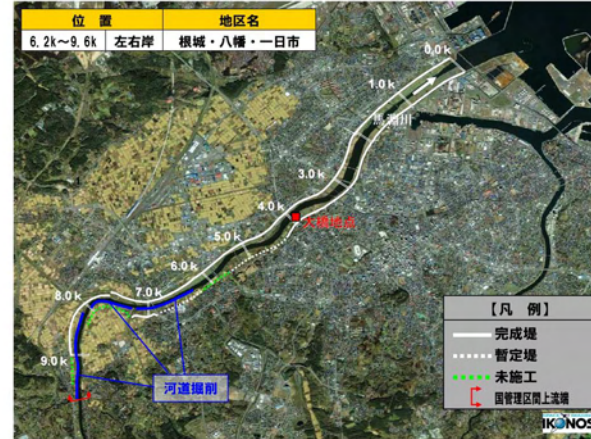 位 置 地区名
6.2k～9.6k 左右岸 根城・八幡・一日市
0.0k
1.0k
馬淵川
3.0k
4.0k
大橋地点
5.0k
6.0k
7.0k
8.0k
9.0k
河道掘削
【凡 例】
完成堤
暫定堤
未施工
国管理区間上流端
IKONOS